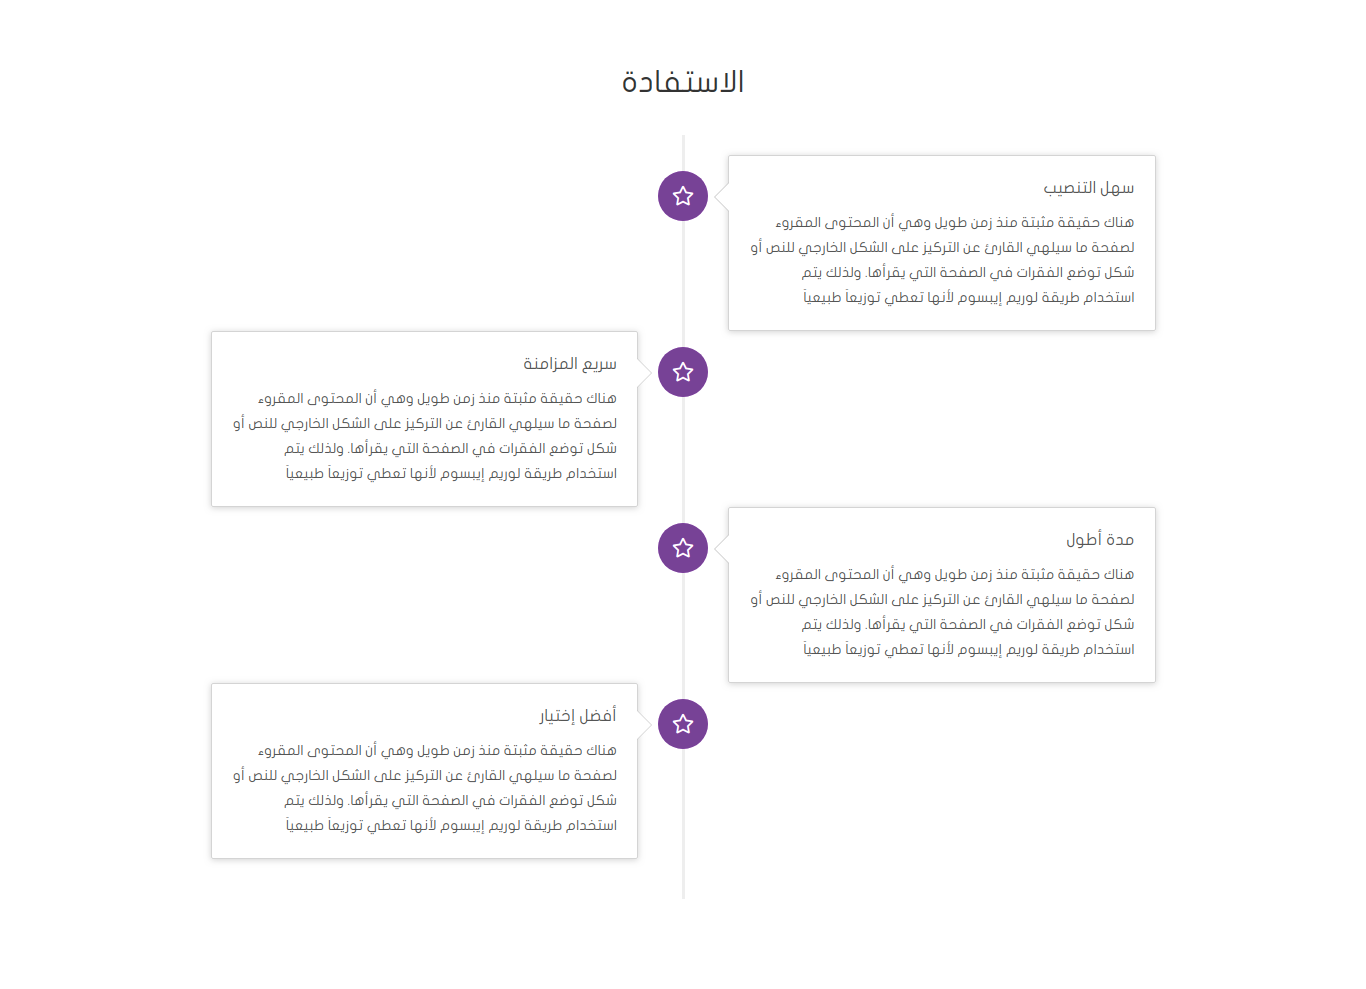 الاستفادة
سهل التنصيب
هناك حقيقة مثبتة منذ زمن طويل وهي أن المحتوى المقروء
لصفحة ما سيلهي القارئ عن التركيز على الشكل الخارجي للنص أو
شكل توضع الفقرات في الصفحة التي يقرأها. ولذلك يتم
استخدام طريقة لوريم إيبسوم لأنها تعطي توزيعاَ طبيعياَ
سريع المزامنة
هناك حقيقة مثبتة منذ زمن طويل وهي أن المحتوى المقروء
لصفحة ما سيلهي القارئ عن التركيز على الشكل الخارجي للنص أو
شكل توضع الفقرات في الصفحة التي يقرأها. ولذلك يتم
استخدام طريقة لوريم إيبسوم لأنها تعطي توزيعاَ طبيعياَ
مدة أطول
هناك حقيقة مثبتة منذ زمن طويل وهي أن المحتوى المقروء
لصفحة ما سيلهي القارئ عن التركيز على الشكل الخارجي للنص أو
شكل توضع الفقرات في الصفحة التي يقرأها. ولذلك يتم
استخدام طريقة لوريم إيبسوم لأنها تعطي توزيعاَ طبيعياَ
أفضل إختيار
هناك حقيقة مثبتة منذ زمن طويل وهي أن المحتوى المقروء
لصفحة ما سيلهي القارئ عن التركيز على الشكل الخارجي للنص أو
شكل توضع الفقرات في الصفحة التي يقرأها. ولذلك يتم
استخدام طريقة لوريم إيبسوم لأنها تعطي توزيعاَ طبيعياَ